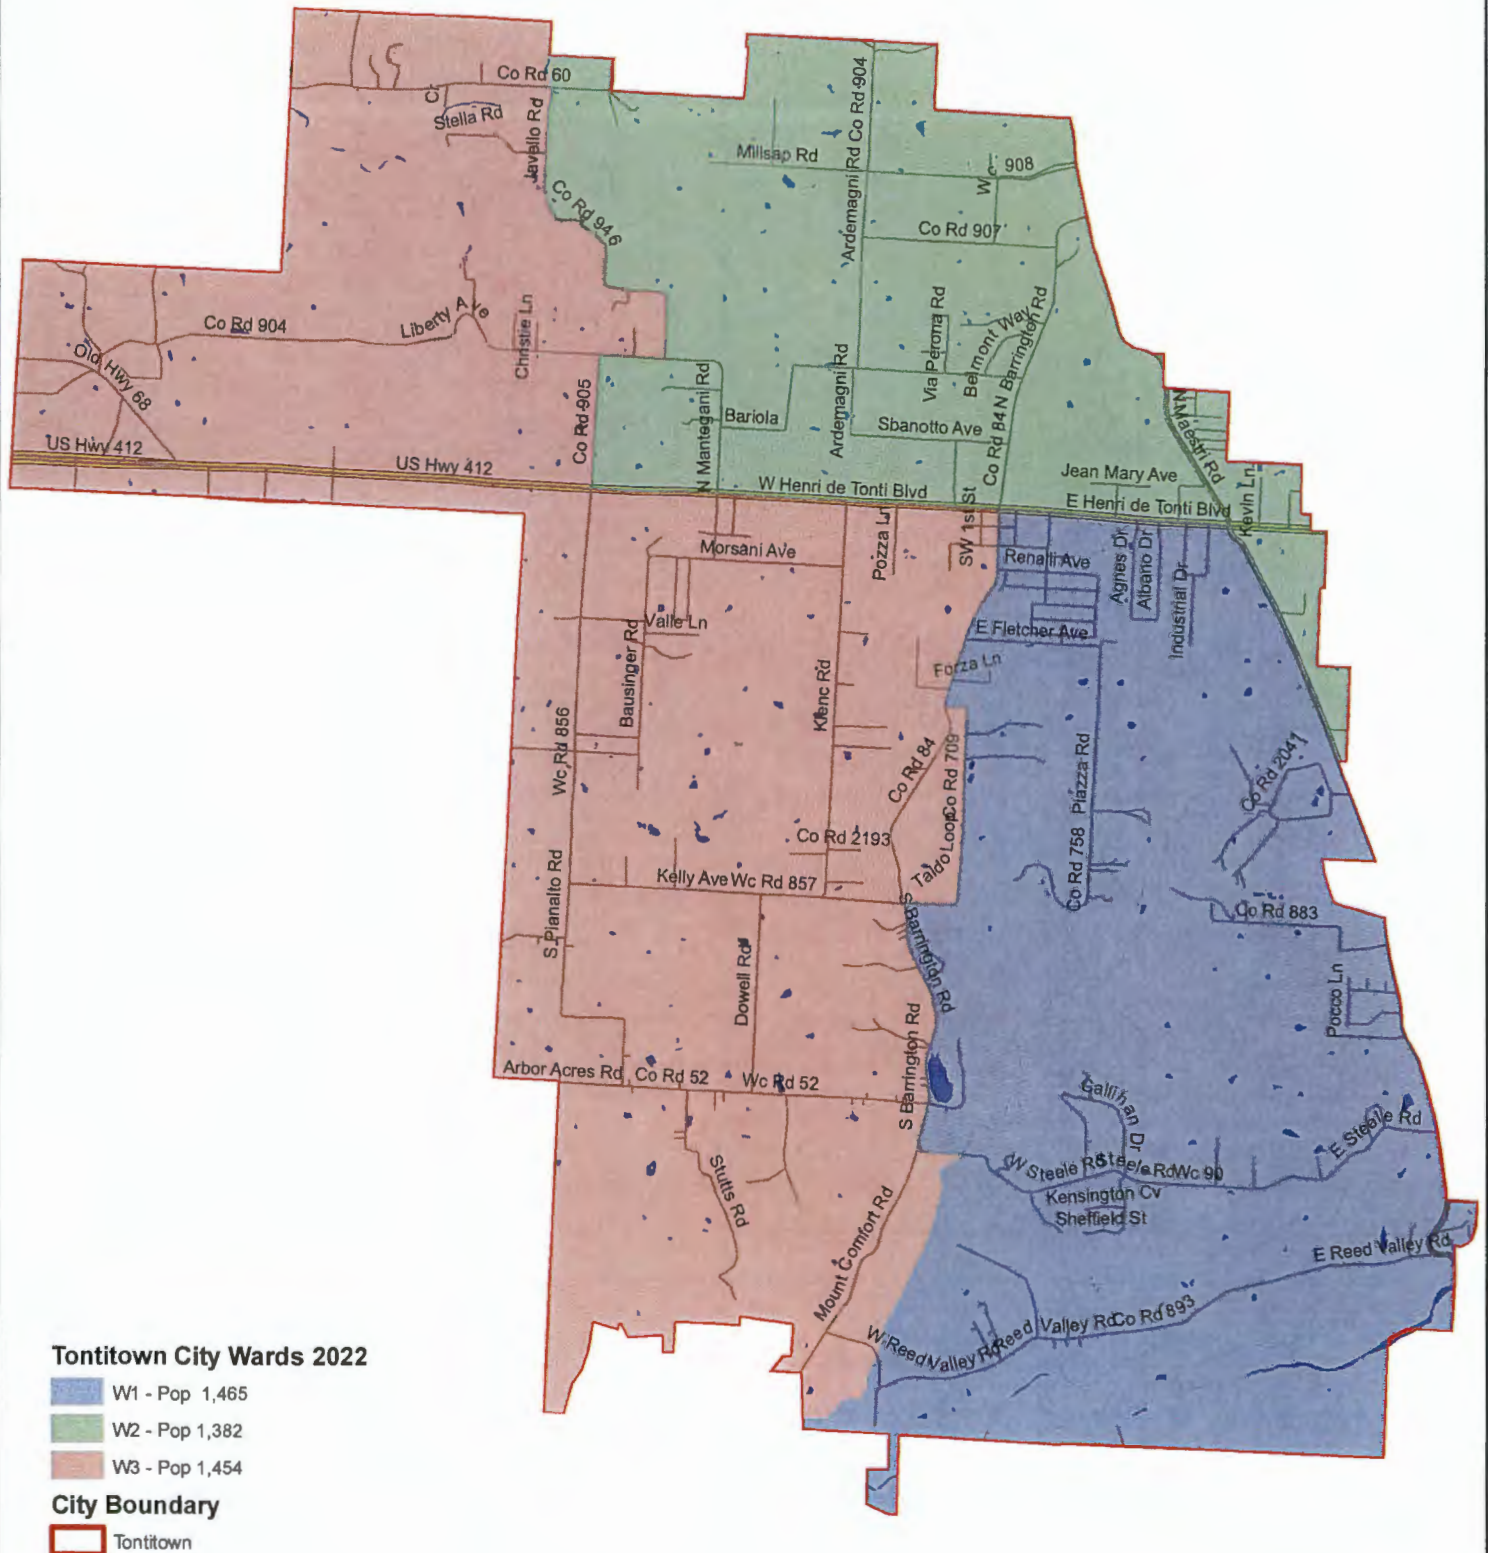 Co Rd 60
Co Rd 904
Cr
Stella Rd
Javello Rd
Millsap Rd
Ardemagni Rd
Wc 908
Co Rd 946
Co Rd 907
Co Rd 904
Liberty Ave
Christie Ln
Via Perona Rd
Belmont Way
N Barrington Rd
Old Hwy 68
Co Rd 905
N Mantegani Rd
Bariola
Ardemagni Rd
Sbanotto Ave
Co Rd 84
N Maestri Rd
US Hwy 412
US Hwy 412
W Henri de Tonti Blvd
Jean Mary Ave
E Henri de Tonti Blvd
Kevin Ln
Morsani Ave
Pozza Ln
SW 1st St
Renalli Ave
Agnes Dr
Albano Dr
Industrial Dr
Valle Ln
E Fletcher Ave
Bausinger Rd
Klenc Rd
Forza Ln
Wc Rd 856
Co Rd 84
Co Rd 709
Piazza Rd
Co Rd 2041
Co Rd 2193
Taldo Loop
Co Rd 758
Kelly Ave
Wc Rd 857
S Pianalto Rd
S Barrington Rd
Co Rd 883
Dowell Rd
Pocco Ln
S Barrington Rd
Arbor Acres Rd
Co Rd 52
Wc Rd 52
Gallihan Dr
E Steele Rd
Stutts Rd
W Steele Rd
Steele Rd
Wc 90
Kensington Cv
Sheffield St
Mount Comfort Rd
E Reed Valley Rd
W Reed Valley Rd
Reed Valley Rd
Co Rd 893
Tontitown City Wards 2022
W1 - Pop 1,465
W2 - Pop 1,382
W3 - Pop 1,454
City Boundary
Tontitown